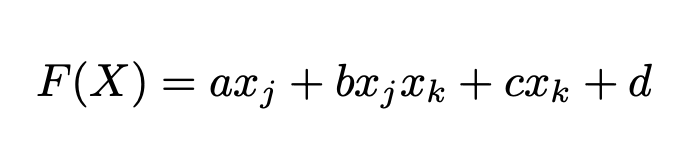 F(X) = ax_j + bx_jx_k + cx_k + d